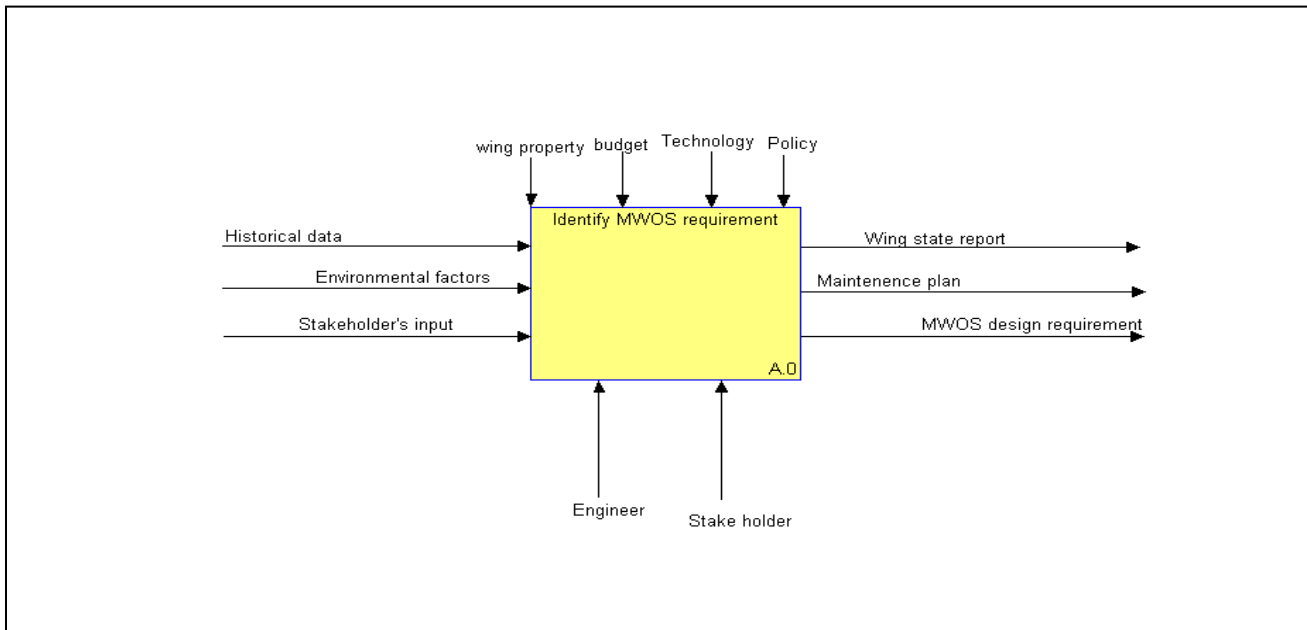 wing property
budget
Technology
Policy
Identify MWOS requirement
Historical data
Environmental factors
Stakeholder's input
Wing state report
Maintenence plan
MWOS design requirement
A.0
Engineer
Stake holder